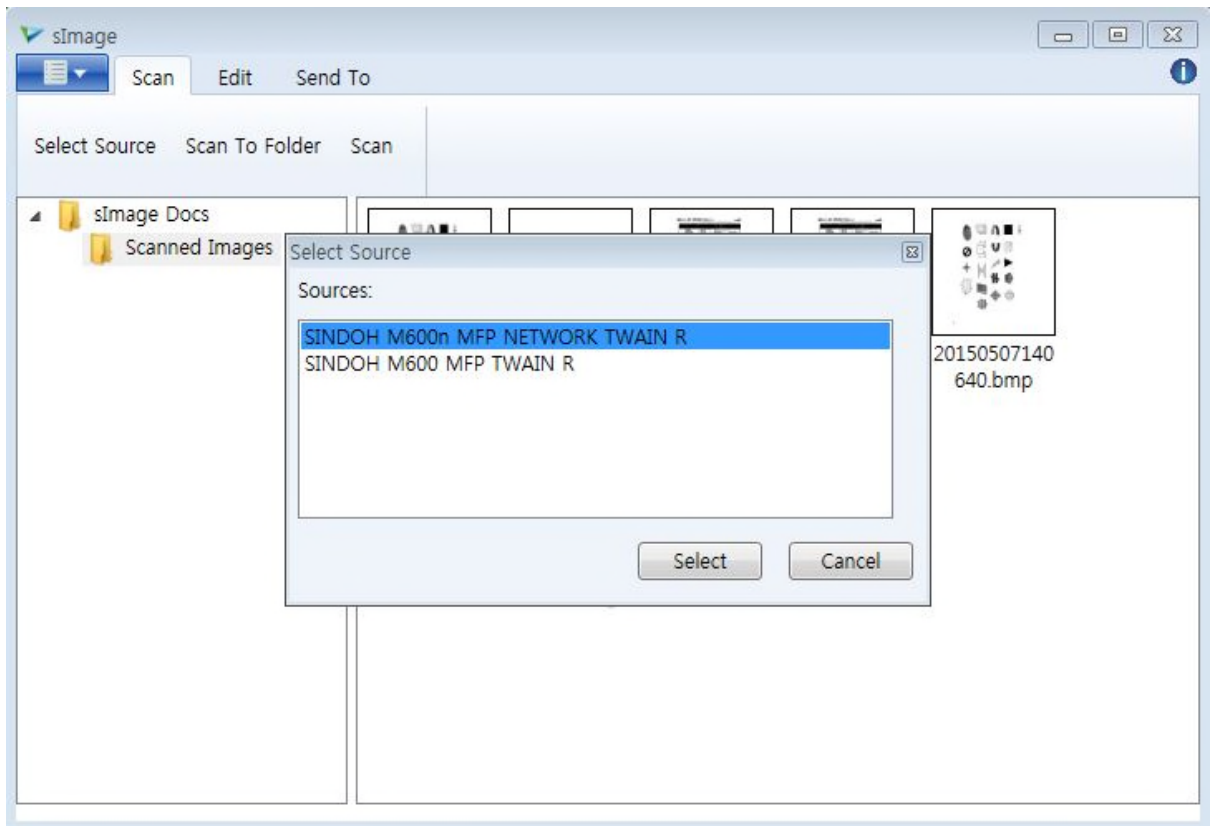 sImage
Scan Edit Send To
Select Source Scan To Folder Scan
sImage Docs
Scanned Images
Select Source
Sources:
SINDOH M600n MFP NETWORK TWAIN R
SINDOH M600 MFP TWAIN R
Select Cancel
20150507140
640.bmp